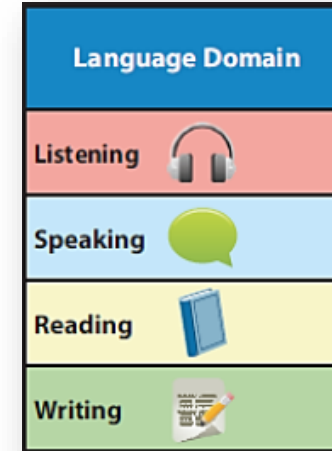 Language Domain
Listening
Speaking
Reading
Writing